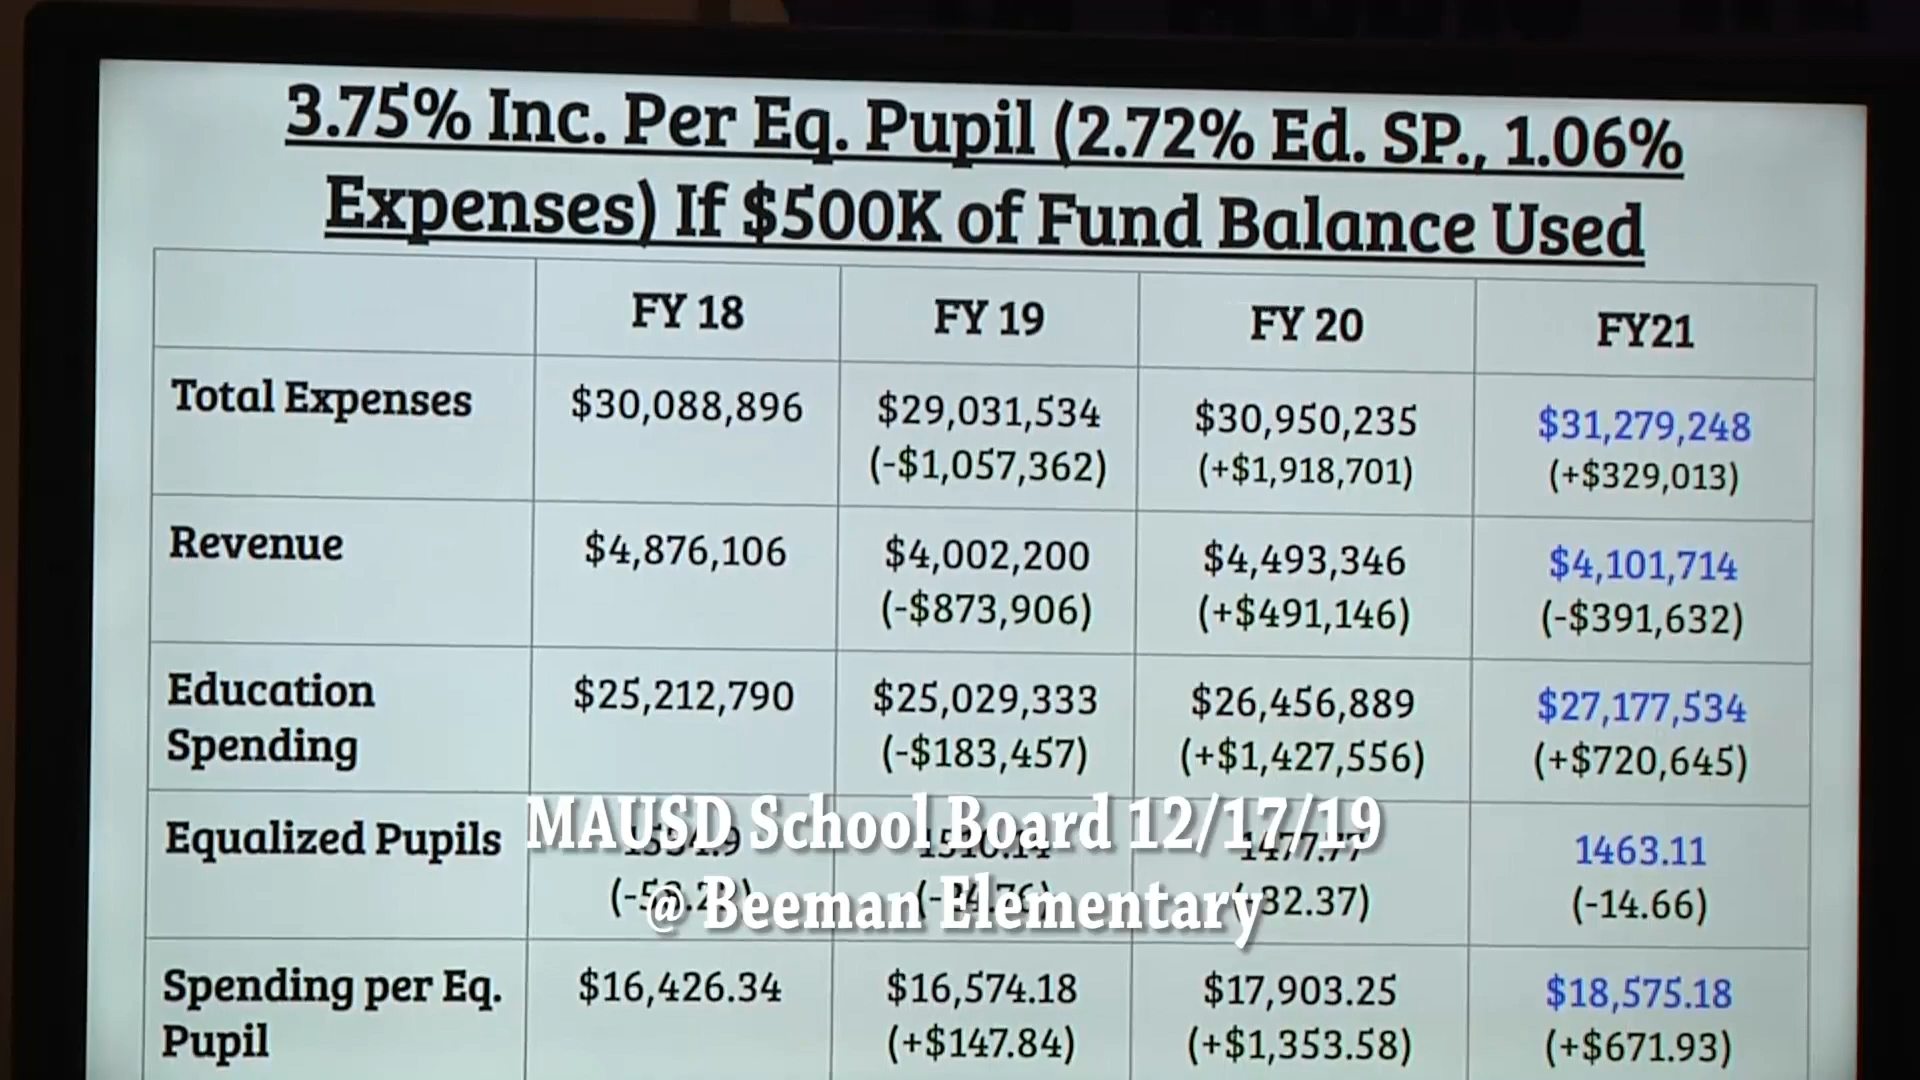 3.75% Inc. Per Eq. Pupil (2.72% Ed. SP., 1.06%
Expenses) If $500K of Fund Balance Used
FY 18 FY 19 FY 20 FY21
Total Expenses $30,088,896 $29,031,534 $30,950,235 $31,279,248
(-$1,057,362) (+$1,918,701) (+$329,013)
Revenue $4,876,106 $4,002,200 $4,493,346 $4,101,714
(-$873,906) (+$491,146) (-$391,632)
Education
Spending $25,212,790 $25,029,333 $26,456,889 $27,177,534
(-$183,457) (+$1,427,556) (+$720,645)
Equalized Pupils 1477.77 1463.11
(-32.37) (-14.66)
MAUSD School Board 12/17/19
@ Beeman Elementary
Spending per Eq.
Pupil $16,426.34 $16,574.18 $17,903.25 $18,575.18
(+$147.84) (+$1,353.58) (+$671.93)